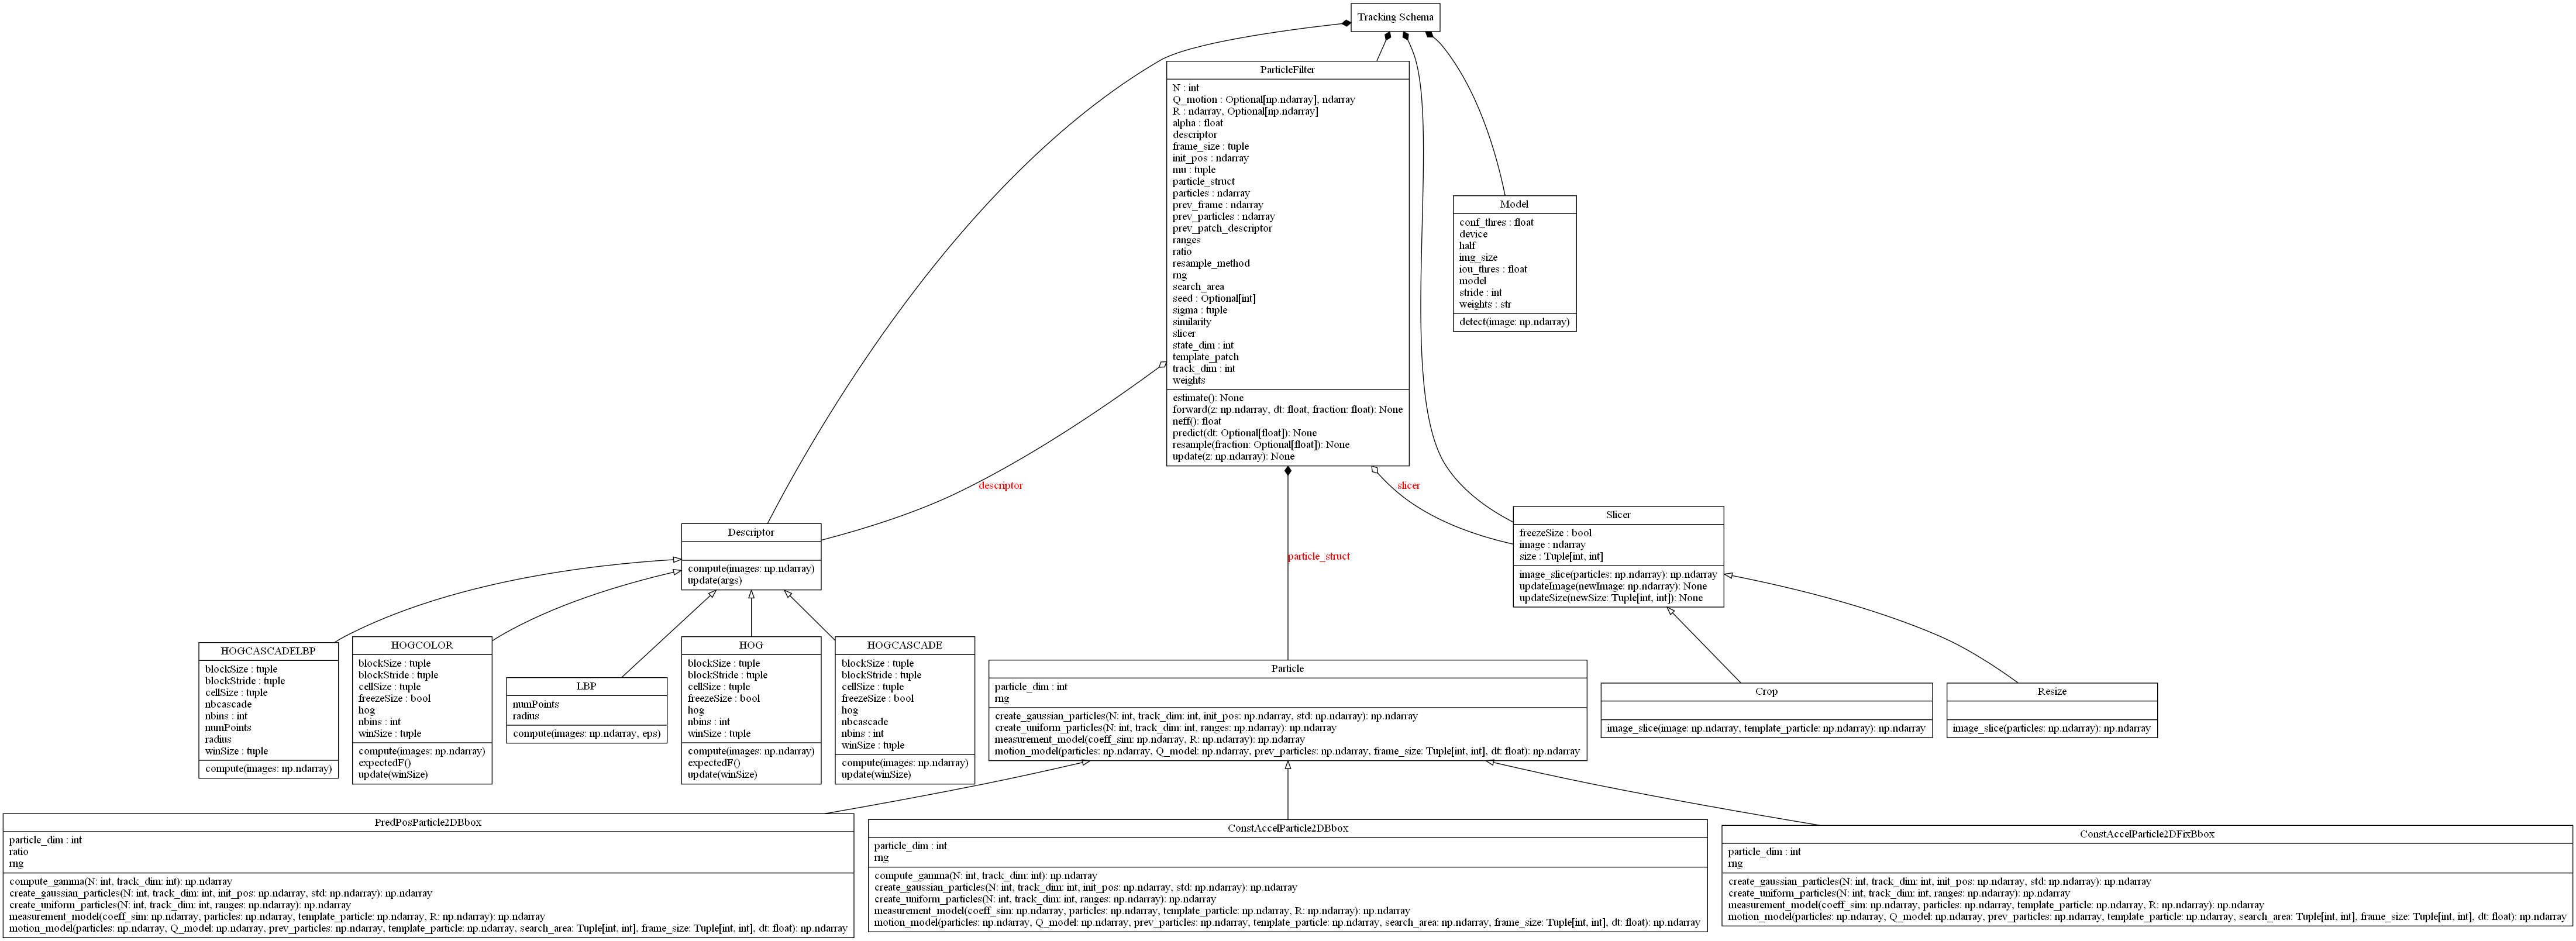 Tracking Schema
ParticleFilter
N : int
Q_motion : Optional[np.ndarray], ndarray
R : ndarray, Optional[np.ndarray]
alpha : float
descriptor
frame_size : tuple
init_pos : ndarray
mu : tuple
particle_struct
particles : ndarray
prev_frame : ndarray
prev_particles : ndarray
prev_patch_descriptor
ranges
ratio
resample_method
rng
search_area
seed : Optional[int]
sigma : tuple
similarity
slicer
state_dim : int
template_patch
track_dim : int
weights
estimate(): None
forward(z: np.ndarray, dt: float, fraction: float): None
neff(): float
predict(dt: Optional[float]): None
resample(fraction: Optional[float]): None
update(z: np.ndarray): None
Model
conf_thres : float
device
half
img_size
iou_thres : float
model
stride : int
weights : str
detect(image: np.ndarray)
descriptor
slicer
particle_struct
Descriptor
compute(images: np.ndarray)
update(args)
Slicer
freezeSize : bool
image : ndarray
size : Tuple[int, int]
image_slice(particles: np.ndarray): np.ndarray
updateImage(newImage: np.ndarray): None
updateSize(newSize: Tuple[int, int]): None
HOGCASCADELBP
blockSize : tuple
blockStride : tuple
cellSize : tuple
nbcascade
nbins : int
numPoints
radius
winSize : tuple
compute(images: np.ndarray)
HOGCOLOR
blockSize : tuple
blockStride : tuple
cellSize : tuple
freezeSize : bool
hog
nbins : int
winSize : tuple
compute(images: np.ndarray)
expectedF()
update(winSize)
LBP
numPoints
radius
compute(images: np.ndarray, eps)
HOG
blockSize : tuple
blockStride : tuple
cellSize : tuple
freezeSize : bool
hog
nbins : int
winSize : tuple
compute(images: np.ndarray)
expectedF()
update(winSize)
HOGCASCADE
blockSize : tuple
blockStride : tuple
cellSize : tuple
freezeSize : bool
hog
nbcascade
nbins : int
winSize : tuple
compute(images: np.ndarray)
update(winSize)
Particle
particle_dim : int
rng
create_gaussian_particles(N: int, track_dim: int, init_pos: np.ndarray, std: np.ndarray): np.ndarray
create_uniform_particles(N: int, track_dim: int, ranges: np.ndarray): np.ndarray
measurement_model(coeff_sim: np.ndarray, R: np.ndarray): np.ndarray
motion_model(particles: np.ndarray, Q_model: np.ndarray, prev_particles: np.ndarray, frame_size: Tuple[int, int], dt: float): np.ndarray
Crop
image_slice(image: np.ndarray, template_particle: np.ndarray): np.ndarray
Resize
image_slice(particles: np.ndarray): np.ndarray
PredPosParticle2DBbox
particle_dim : int
ratio
rng
compute_gamma(N: int, track_dim: int): np.ndarray
create_gaussian_particles(N: int, track_dim: int, init_pos: np.ndarray, std: np.ndarray): np.ndarray
create_uniform_particles(N: int, track_dim: int, ranges: np.ndarray): np.ndarray
measurement_model(coeff_sim: np.ndarray, particles: np.ndarray, template_particle: np.ndarray, R: np.ndarray): np.ndarray
motion_model(particles: np.ndarray, Q_model: np.ndarray, prev_particles: np.ndarray, template_particle: np.ndarray, search_area: Tuple[int, int], frame_size: Tuple[int, int], dt: float): np.ndarray
ConstAccelParticle2DBbox
particle_dim : int
rng
compute_gamma(N: int, track_dim: int): np.ndarray
create_gaussian_particles(N: int, track_dim: int, init_pos: np.ndarray, std: np.ndarray): np.ndarray
create_uniform_particles(N: int, track_dim: int, ranges: np.ndarray): np.ndarray
measurement_model(coeff_sim: np.ndarray, particles: np.ndarray, template_particle: np.ndarray, R: np.ndarray): np.ndarray
motion_model(particles: np.ndarray, Q_model: np.ndarray, prev_particles: np.ndarray, template_particle: np.ndarray, search_area: np.ndarray, frame_size: Tuple[int, int], dt: float): np.ndarray
ConstAccelParticle2DFixBbox
particle_dim : int
rng
create_gaussian_particles(N: int, track_dim: int, init_pos: np.ndarray, std: np.ndarray): np.ndarray
create_uniform_particles(N: int, track_dim: int, ranges: np.ndarray): np.ndarray
measurement_model(coeff_sim: np.ndarray, particles: np.ndarray, template_particle: np.ndarray, R: np.ndarray): np.ndarray
motion_model(particles: np.ndarray, Q_model: np.ndarray, prev_particles: np.ndarray, template_particle: np.ndarray, search_area: Tuple[int, int], frame_size: Tuple[int, int], dt: float): np.ndarray